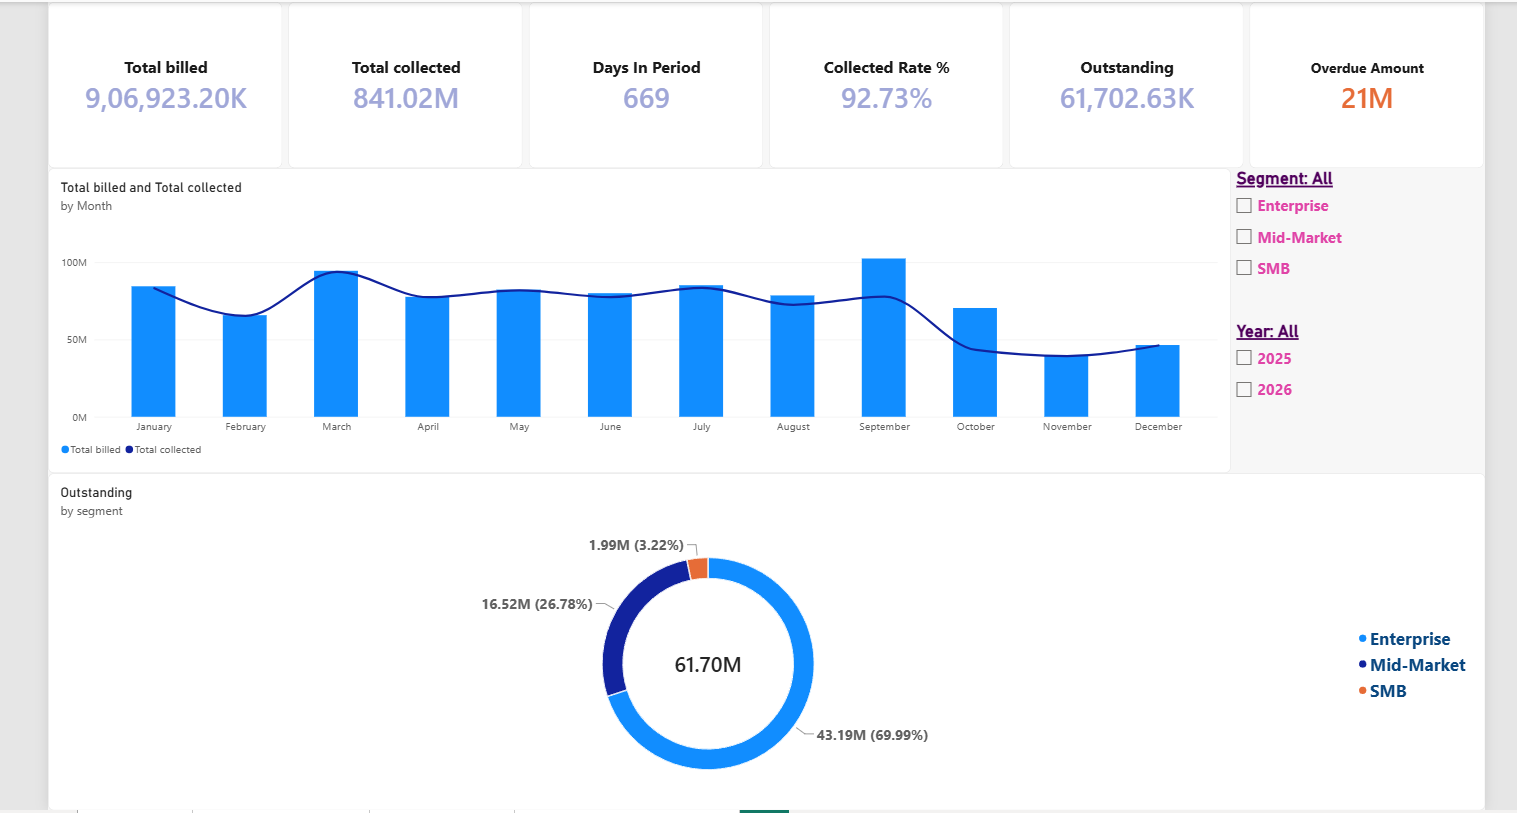 Total billed
9,06,923.20K
Total collected
841.02M
Days In Period
669
Collected Rate %
92.73%
Outstanding
61,702.63K
Overdue Amount
21M
Total billed and Total collected
by Month
100M
50M
0M
January February March April May June July August September October November December
Total billed Total collected
Segment: All
Enterprise
Mid-Market
SMB
Year: All
2025
2026
Outstanding
by segment
1.99M (3.22%)
16.52M (26.78%)
61.70M
43.19M (69.99%)
Enterprise
Mid-Market
SMB